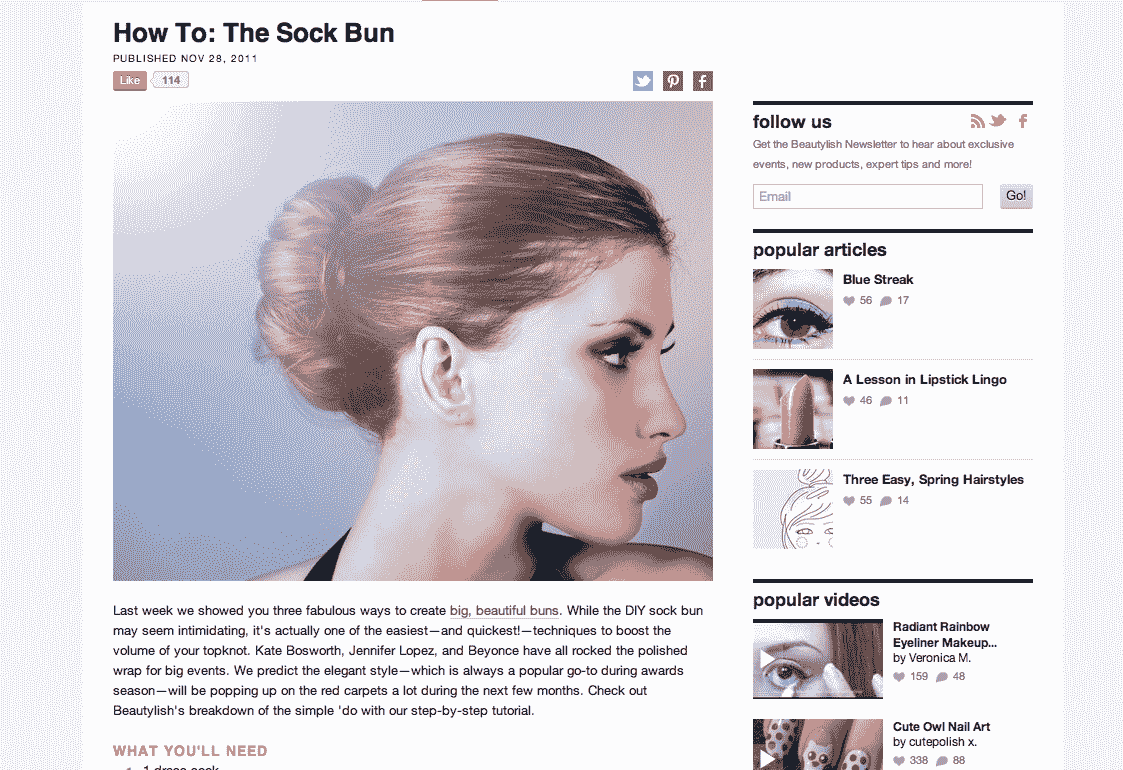 How To: The Sock Bun
PUBLISHED NOV 28, 2011
Like 114
Last week we showed you three fabulous ways to create big, beautiful buns. While the DIY sock bun
may seem intimidating, it's actually one of the easiest—and quickest!—techniques to boost the
volume of your topknot. Kate Bosworth, Jennifer Lopez, and Beyonce have all rocked the polished
wrap for big events. We predict the elegant style—which is always a popular go-to during awards
season—will be popping up on the red carpets a lot during the next few months. Check out
Beautylish's breakdown of the simple 'do with our step-by-step tutorial.
WHAT YOU'LL NEED
1 dress sock
follow us
Get the Beautylish Newsletter to hear about exclusive
events, new products, expert tips and more!
Email Go!
popular articles
Blue Streak
56 17
A Lesson in Lipstick Lingo
46 11
Three Easy, Spring Hairstyles
55 14
popular videos
Radiant Rainbow
Eyeliner Makeup...
by Veronica M.
159 48
Cute Owl Nail Art
by cutepolish x.
338 88